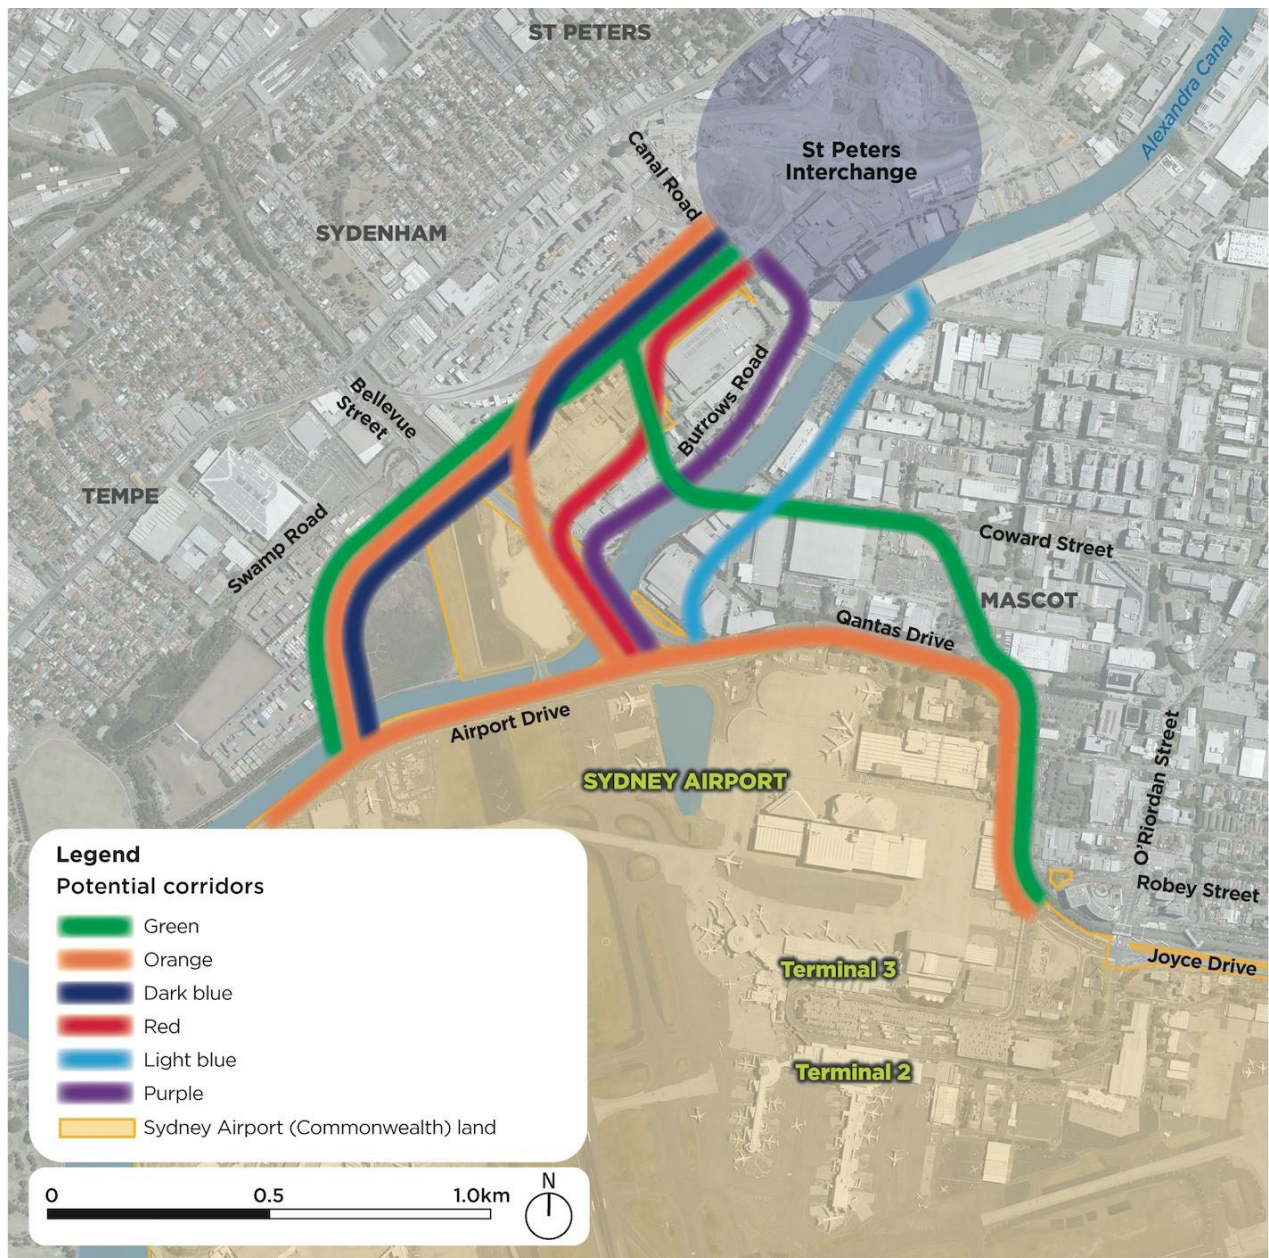 ST PETERS
Alexandra Canal
Canal Road
St Peters
Interchange
SYDENHAM
Bellevue
Street
Burrows Road
TEMPE
Swamp Road
Coward Street
MASCOT
Qantas Drive
Airport Drive
SYDNEY AIRPORT
O'Riordan Street
Robey Street
Joyce Drive
Terminal 3
Terminal 2
Legend
Potential corridors
Green
Orange
Dark blue
Red
Light blue
Purple
Sydney Airport (Commonwealth) land
0 0.5 1.0km
N